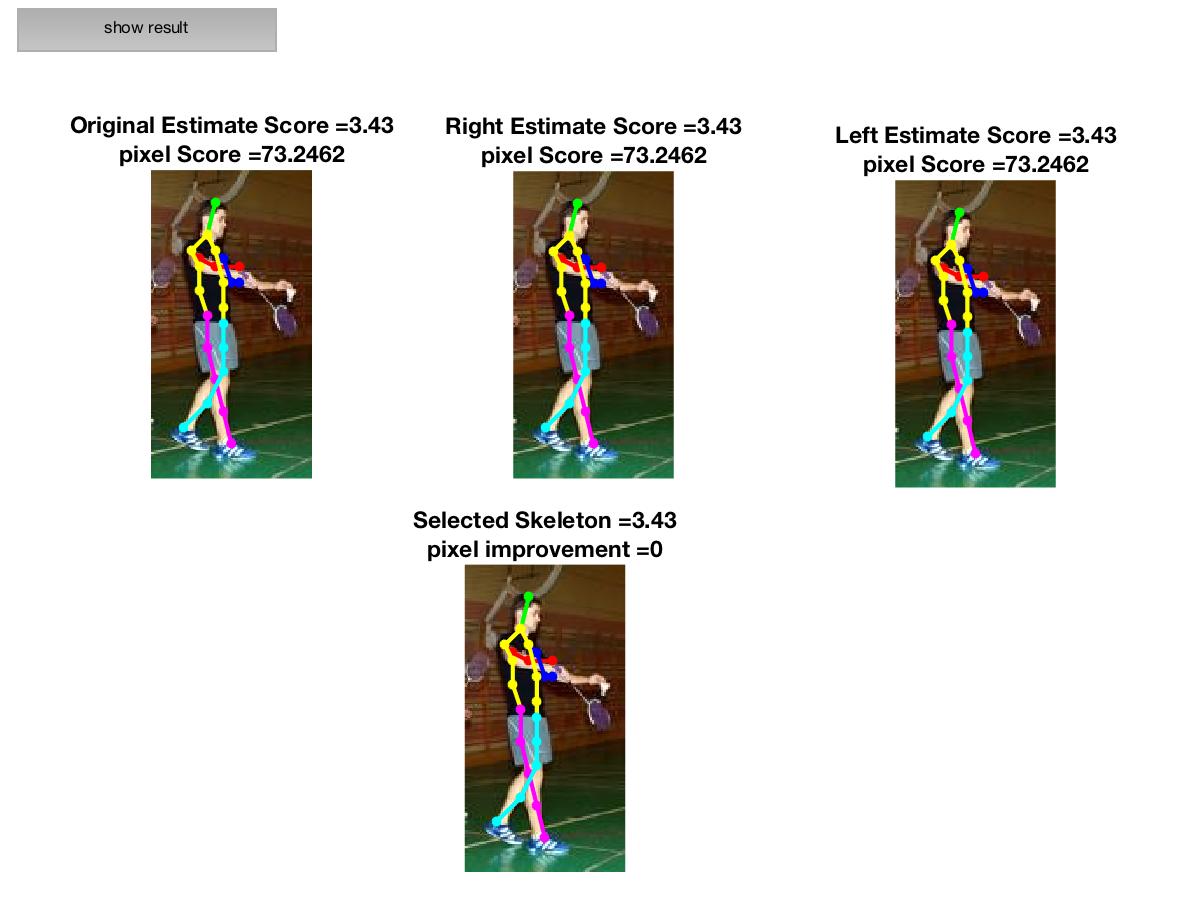 show result
Original Estimate Score =3.43
pixel Score =73.2462
Right Estimate Score =3.43
pixel Score =73.2462
Left Estimate Score =3.43
pixel Score =73.2462
Selected Skeleton =3.43
pixel improvement =0